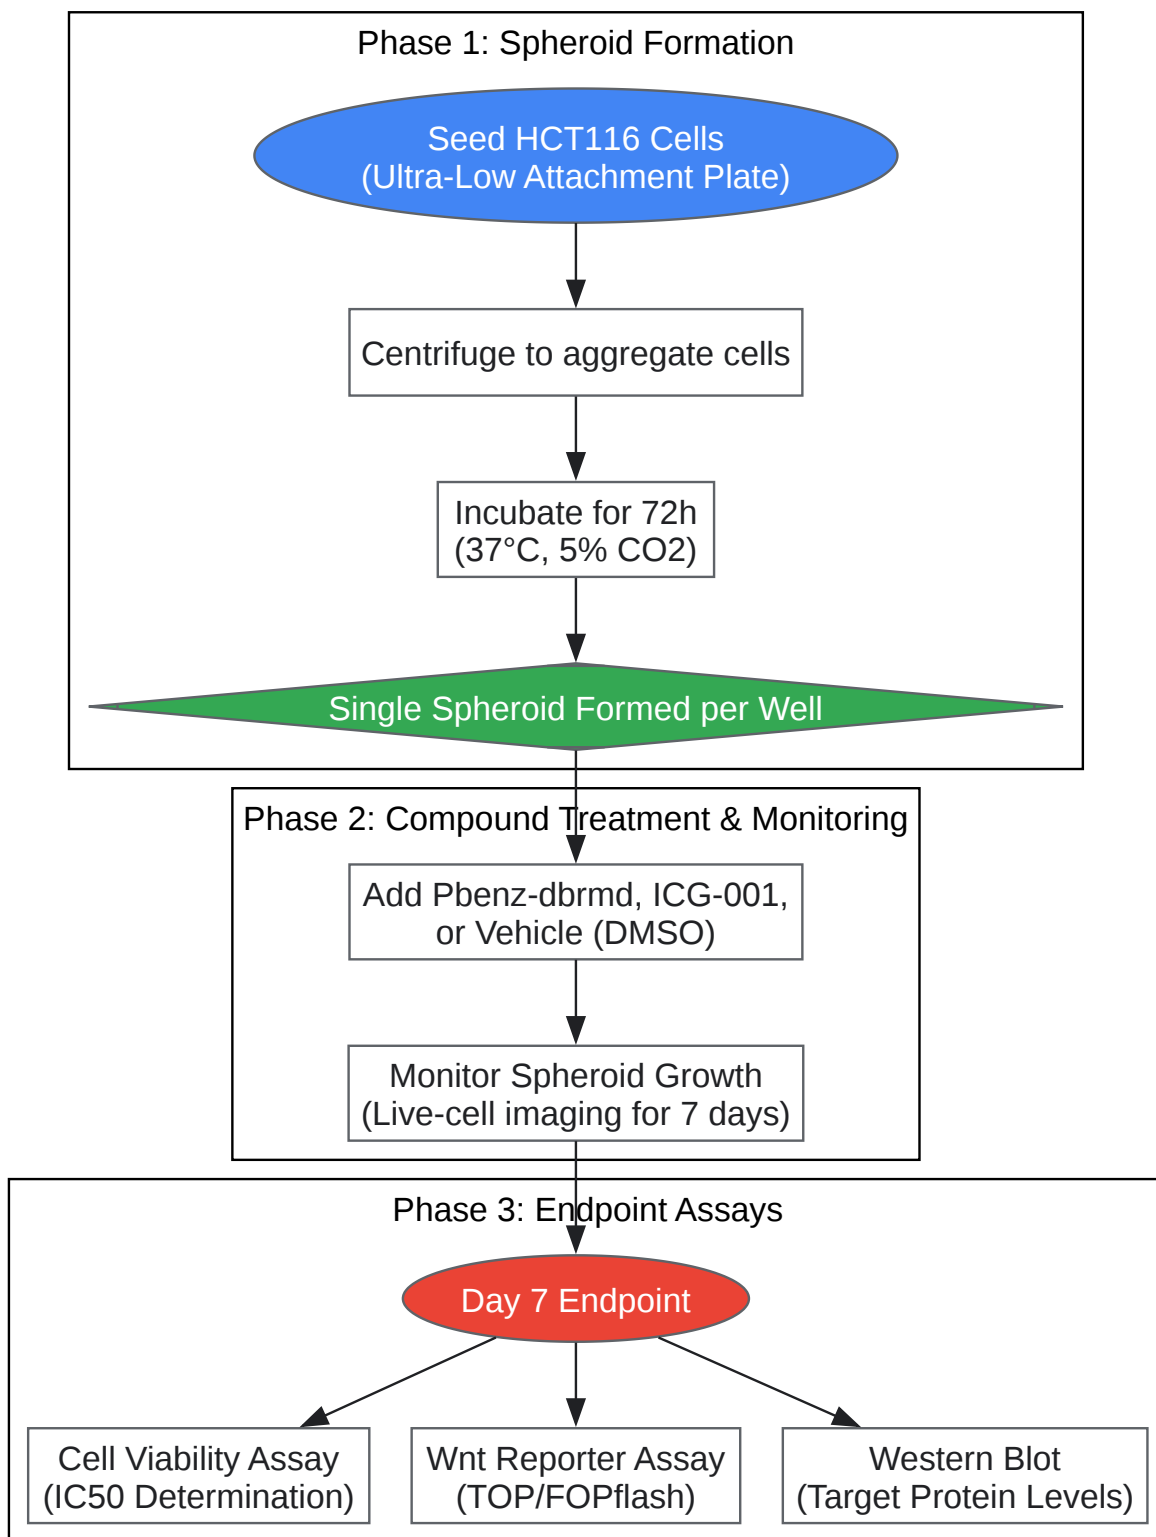 Phase 1: Spheroid Formation
Seed HCT116 Cells
(Ultra-Low Attachment Plate)
Centrifuge to aggregate cells
Incubate for 72h
(37°C, 5% CO2)
Single Spheroid Formed per Well
Phase 2: Compound Treatment & Monitoring
Add Pbenz-dbrmd, ICG-001,
or Vehicle (DMSO)
Monitor Spheroid Growth
(Live-cell imaging for 7 days)
Phase 3: Endpoint Assays
Day 7 Endpoint
Cell Viability Assay
(IC50 Determination)
Wnt Reporter Assay
(TOP/FOPflash)
Western Blot
(Target Protein Levels)